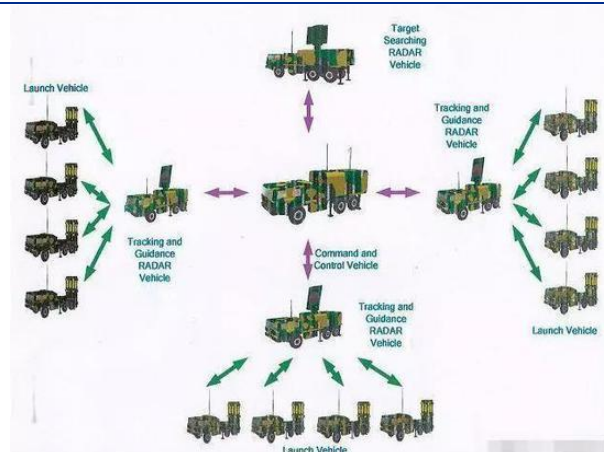 Target
Searching
RADAR
Vehicle
Launch Vehicle
Tracking and
Guidance
RADAR
Vehicle
Tracking and
Guidance
RADAR
Vehicle
Command and
Control Vehicle
Tracking and
Guidance
RADAR
Vehicle
Launch Vehicle
Launch Vehicle